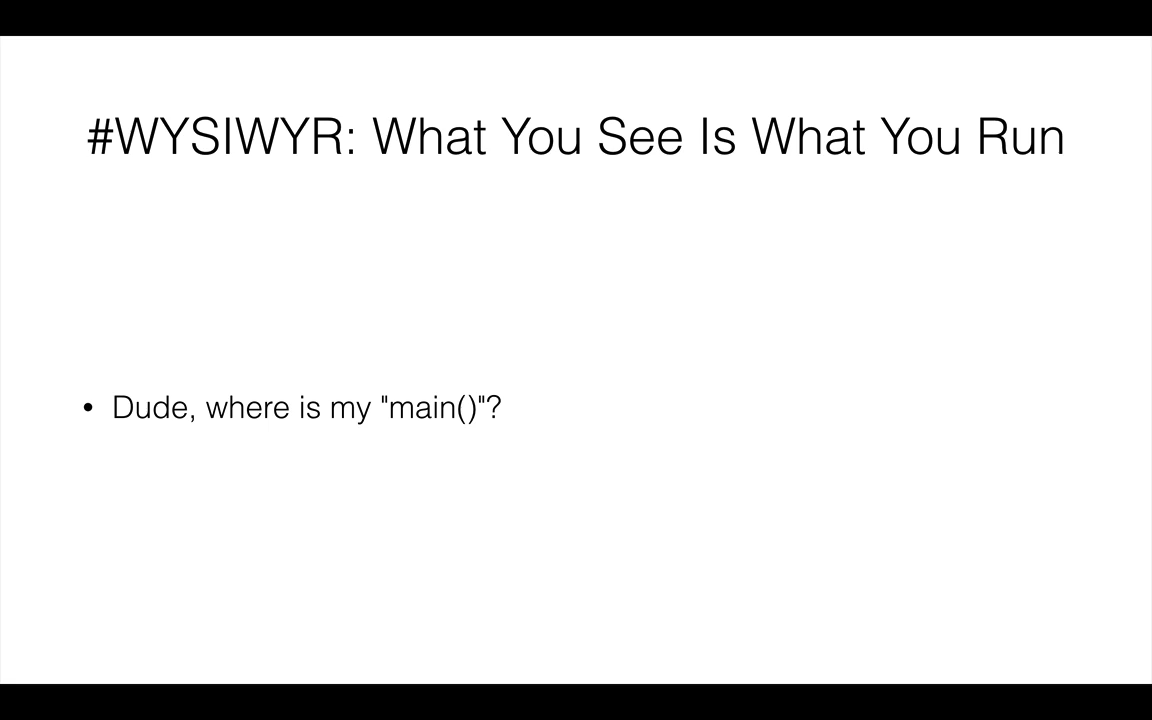 #WYSIWYR: What You See Is What You Run
• Dude, where is my "main()"?